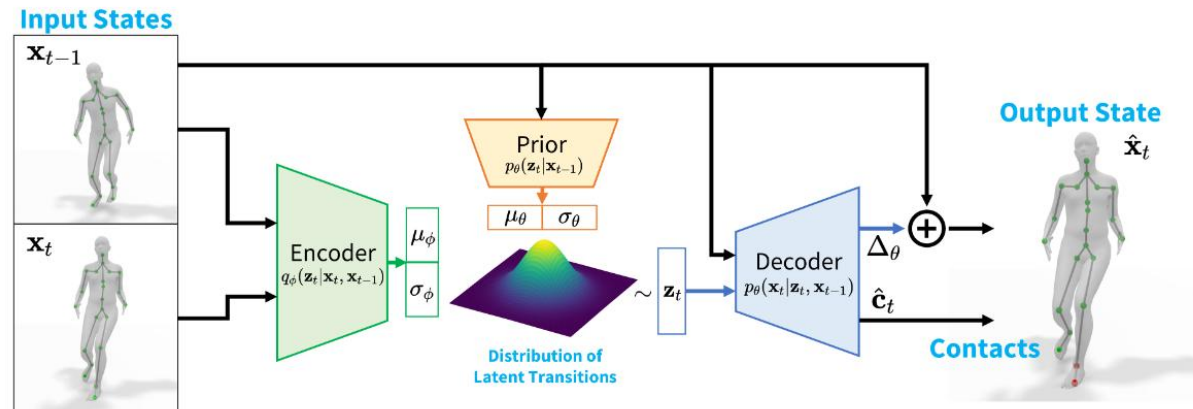 Input States
x_{t−1}
x_t
Encoder
q_ϕ(z_t|x_t, x_{t−1})
μ_ϕ
σ_ϕ
Prior
p_θ(z_t|x_{t−1})
μ_θ
σ_θ
Distribution of
Latent Transitions
∼
z_t
Decoder
p_θ(x_t|z_t, x_{t−1})
Δ_θ
+
ĉ_t
Contacts
Output State
x̂_t